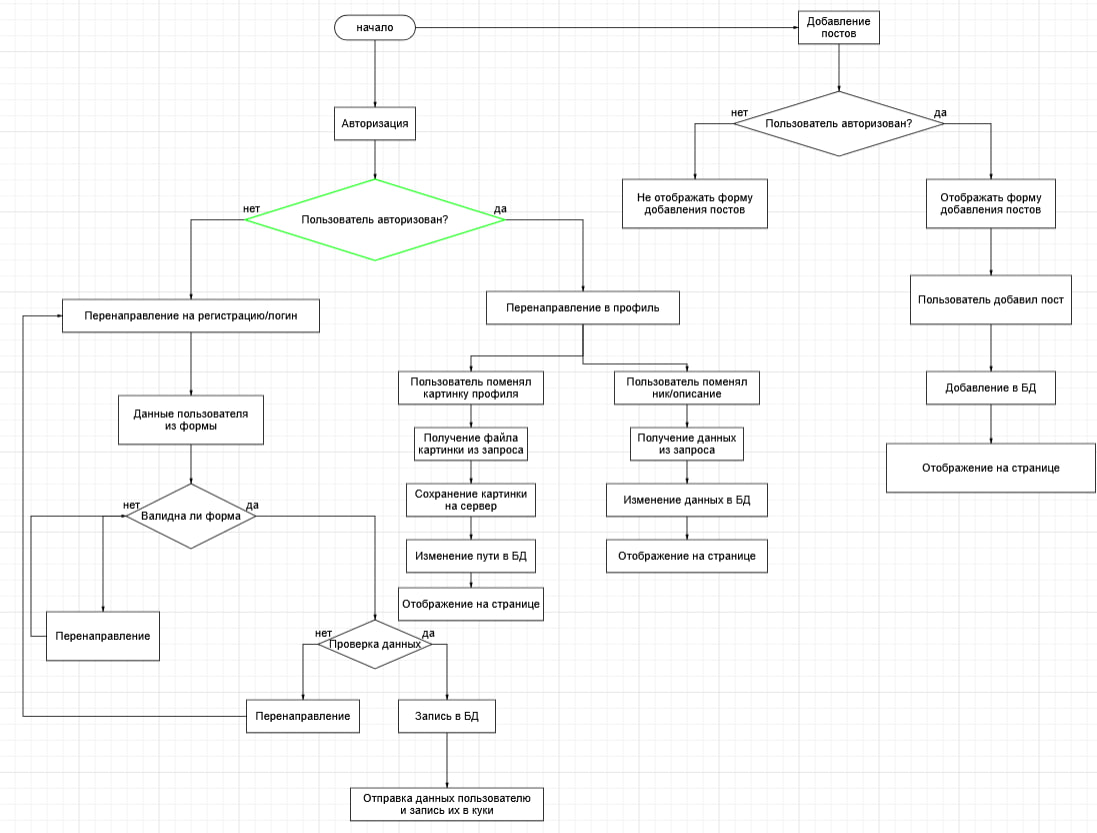 начало
Добавление
постов
Авторизация
нет
Пользователь авторизован?
да
Не отображать форму
добавления постов
Отображать форму
добавления постов
нет
Пользователь авторизован?
да
Пользователь добавил пост
Перенаправление на регистрацию/логин
Перенаправление в профиль
Пользователь поменял
картинку профиля
Пользователь поменял
ник/описание
Добавление в БД
Данные пользователя
из формы
Получение файла
картинки из запроса
Получение данных
из запроса
Отображение на странице
Сохранение картинки
на сервер
Изменение данных в БД
нет
Валидна ли форма
да
Изменение пути в БД
Отображение на странице
Отображение на странице
Перенаправление
нет
Проверка данных
да
Перенаправление
Запись в БД
Отправка данных пользователю
и запись их в куки